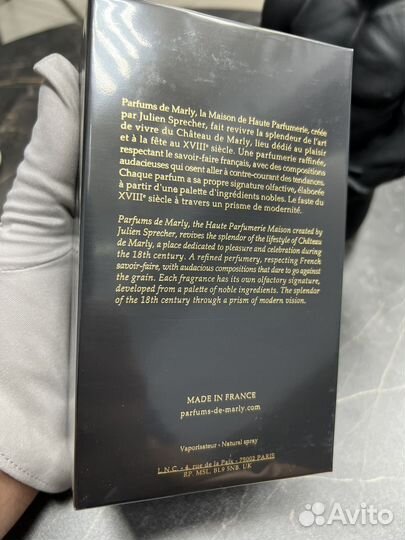 Parfums de Marly, la Maison de Haute Parfumerie, créée
par Julien Sprecher, fait revivre la splendeur de l'art
de vivre du Château de Marly, lieu dédié au plaisir
et à la fête au XVIIIe siècle. Une parfumerie raffinée,
respectant le savoir-faire français, avec des compositions
audacieuses qui osent aller à contre-courant des tendances.
Chaque parfum a sa propre signature olfactive, élaborée
à partir d'une palette d'ingrédients nobles. Le faste du
XVIIIe siècle à travers un prisme de modernité.
Parfums de Marly, the Haute Parfumerie Maison created by
Julien Sprecher, revives the splendor of the lifestyle of Château
de Marly, a place dedicated to pleasure and celebration during
the 18th century. A refined perfumery, respecting French
savoir-faire, with audacious compositions that dare to go against
the grain. Each fragrance has its own olfactory signature,
developed from a palette of noble ingredients. The splendor
of the 18th century through a prism of modern vision.
MADE IN FRANCE
parfums-de-marly.com
Vaporisateur - Natural spray
L.N.C. - 4, rue de la Paix - 75002 PARIS
RP. MSL, BL9 5NB. UK
Avito